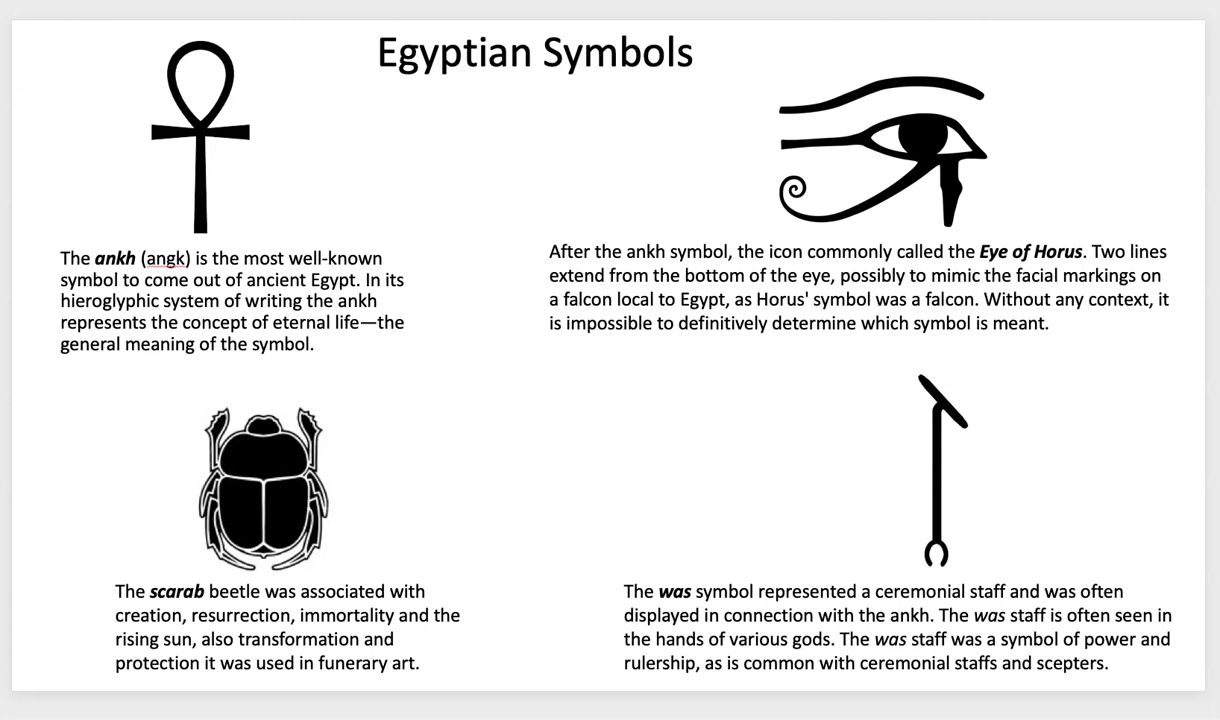 Egyptian Symbols
The ankh (angk) is the most well-known
symbol to come out of ancient Egypt. In its
hieroglyphic system of writing the ankh
represents the concept of eternal life—the
general meaning of the symbol.
After the ankh symbol, the icon commonly called the Eye of Horus. Two lines
extend from the bottom of the eye, possibly to mimic the facial markings on
a falcon local to Egypt, as Horus' symbol was a falcon. Without any context, it
is impossible to definitively determine which symbol is meant.
The scarab beetle was associated with
creation, resurrection, immortality and the
rising sun, also transformation and
protection it was used in funerary art.
The was symbol represented a ceremonial staff and was often
displayed in connection with the ankh. The was staff is often seen in
the hands of various gods. The was staff was a symbol of power and
rulership, as is common with ceremonial staffs and scepters.